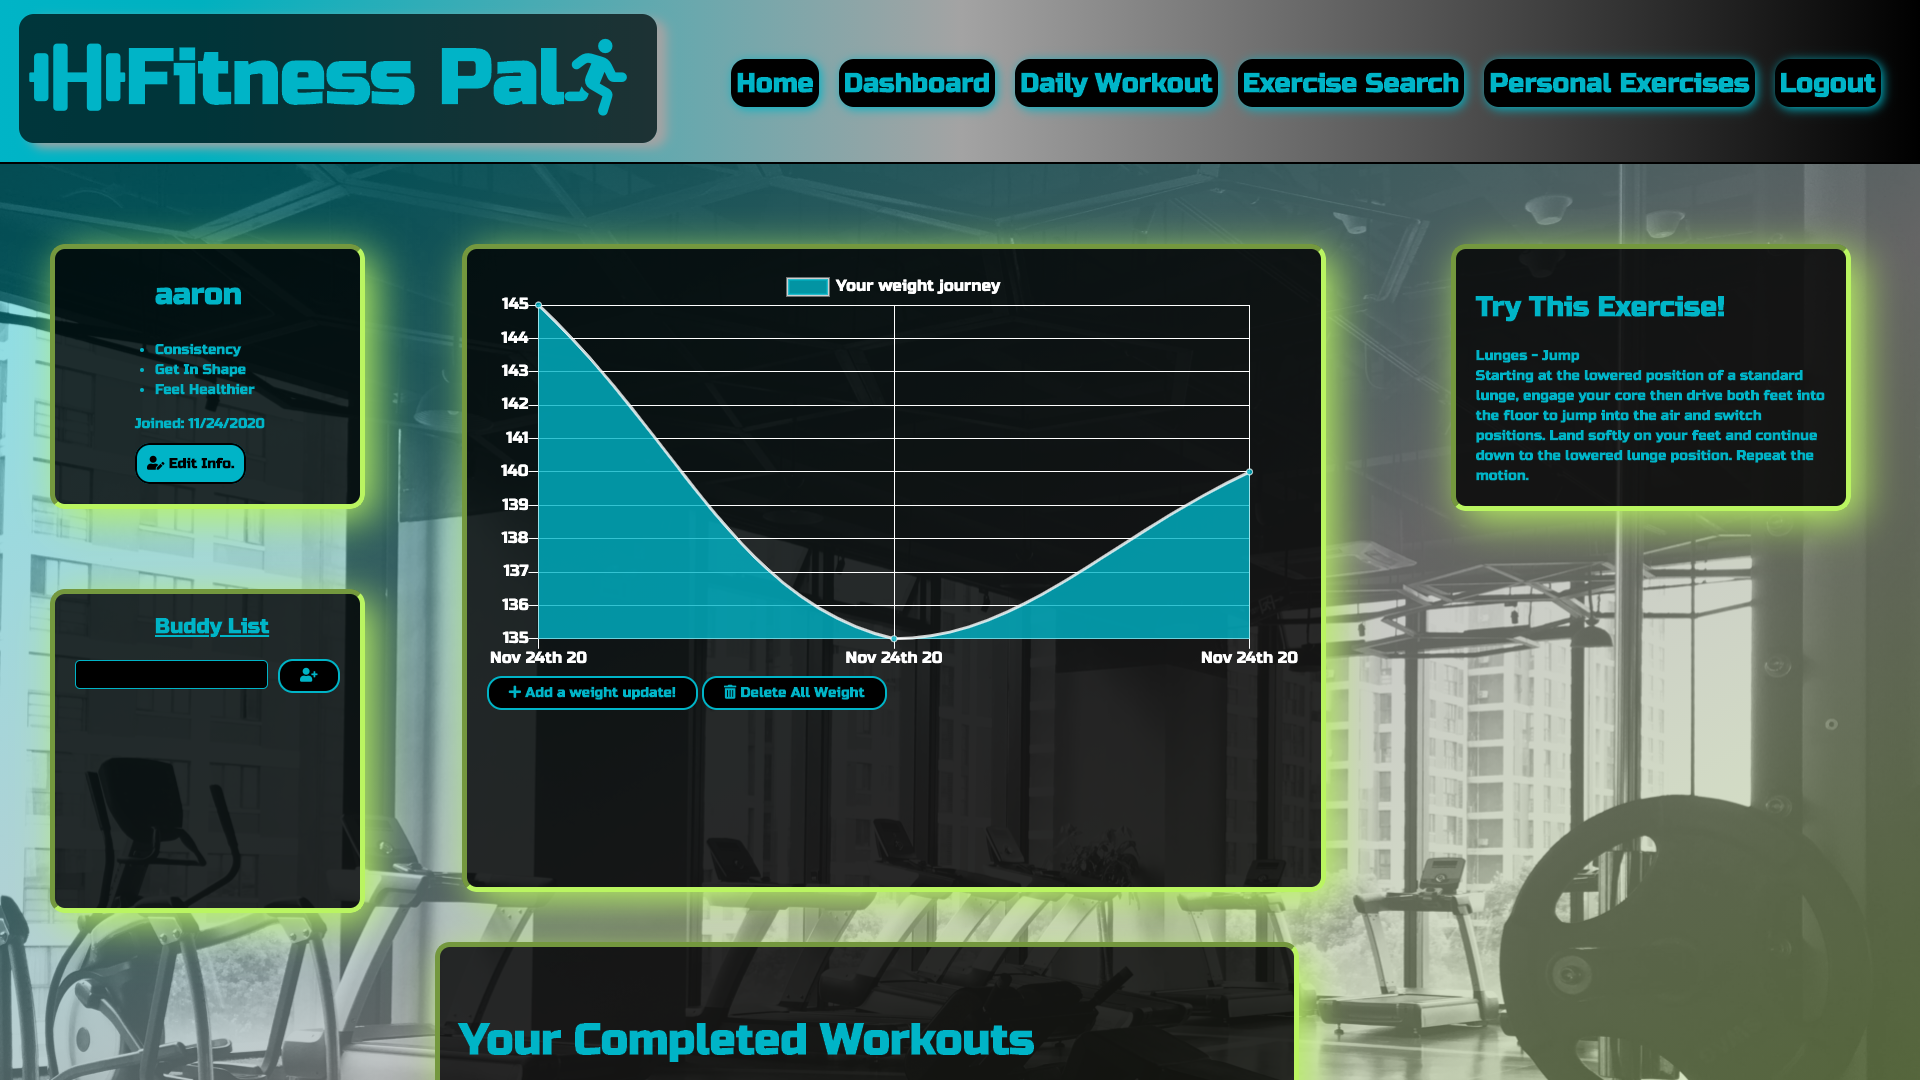 Fitness Pal
Home
Dashboard
Daily Workout
Exercise Search
Personal Exercises
Logout
aaron
• Consistency
• Get In Shape
• Feel Healthier
Joined: 11/24/2020
Edit Info.
Buddy List
Your weight journey
145
144
143
142
141
140
139
138
137
136
135
Nov 24th 20
Nov 24th 20
Nov 24th 20
Add a weight update!
Delete All Weight
Try This Exercise!
Lunges - Jump
Starting at the lowered position of a standard
lunge, engage your core then drive both feet into
the floor to jump into the air and switch
positions. Land softly on your feet and continue
down to the lowered lunge position. Repeat the
motion.
Your Completed Workouts